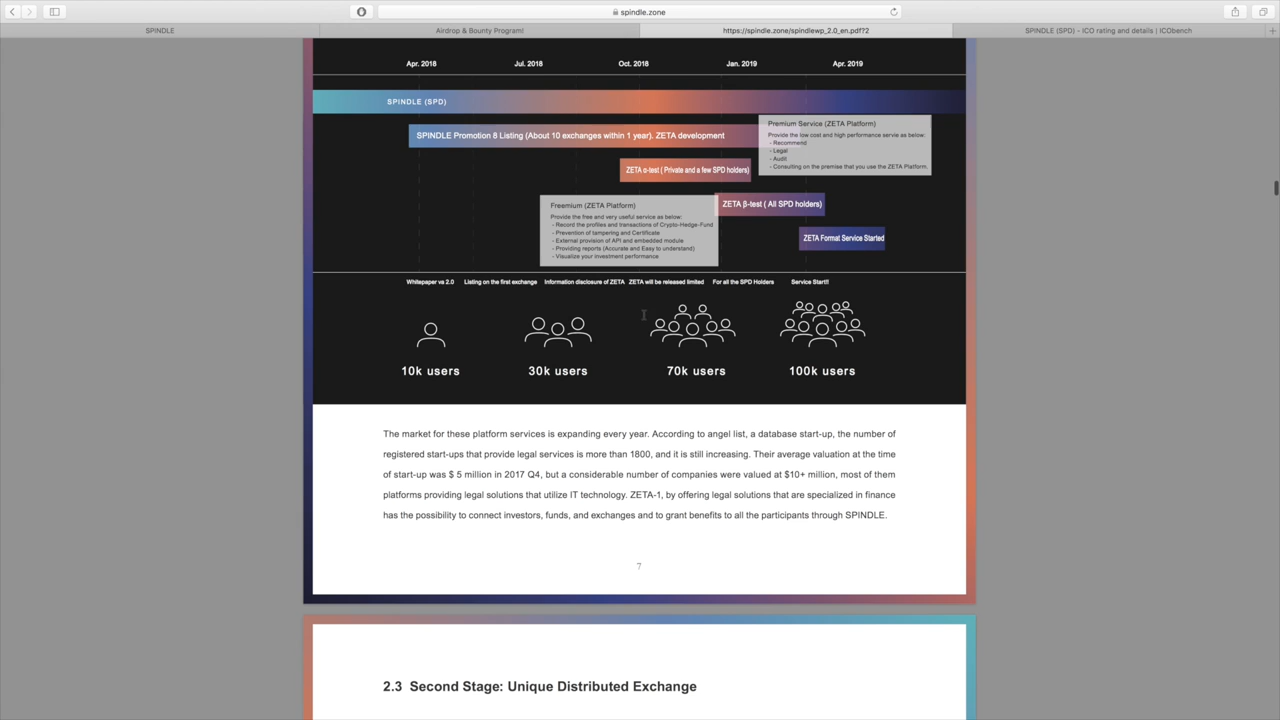 spindle.zone
SPINDLE
Airdrop & Bounty Program!
https://spindle.zone/spindlewp_2.0_en.pdf?2
SPINDLE (SPD) - ICO rating and details | ICObench
Apr. 2018
Jul. 2018
Oct. 2018
Jan. 2019
Apr. 2019
SPINDLE (SPD)
SPINDLE Promotion 8 Listing (About 10 exchanges within 1 year). ZETA development
Premium Service (ZETA Platform)
Provide the low cost and high performance servie as below:
- Recommend
- Legal
- Audit
- Consulting on the premise that you use the ZETA Platform.
ZETA α-test ( Private and a few SPD holders)
Freemium (ZETA Platform)
Provide the free and very useful service as below:
- Record the profiles and transactions of Crypto-Hedge-Fund
- Prevention of tampering and Certificate
- External provision of API and embedded module
- Providing reports (Accurate and Easy to understand)
- Visualize your investment performance
ZETA β-test ( All SPD holders)
ZETA Format Service Started
Whitepaper va 2.0
Listing on the first exchange
Information disclosure of ZETA
ZETA will be released limited
For all the SPD Holders
Service Start!!
10k users
30k users
70k users
100k users
The market for these platform services is expanding every year. According to angel list, a database start-up, the number of
registered start-ups that provide legal services is more than 1800, and it is still increasing. Their average valuation at the time
of start-up was $ 5 million in 2017 Q4, but a considerable number of companies were valued at $10+ million, most of them
platforms providing legal solutions that utilize IT technology. ZETA-1, by offering legal solutions that are specialized in finance
has the possibility to connect investors, funds, and exchanges and to grant benefits to all the participants through SPINDLE.
7
2.3 Second Stage: Unique Distributed Exchange